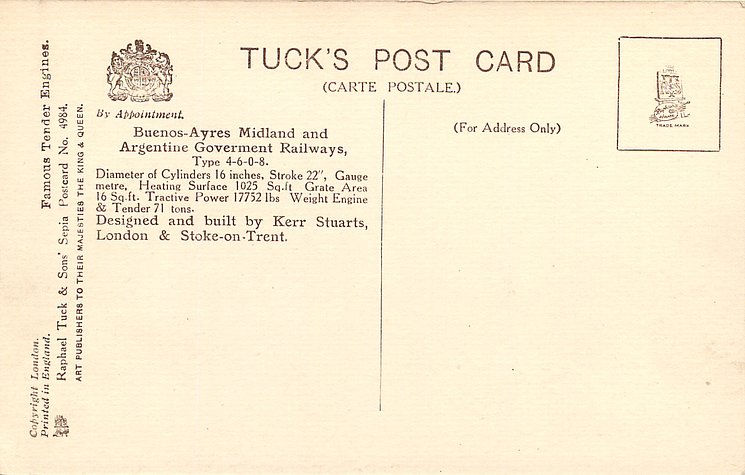 TUCK'S POST CARD
(CARTE POSTALE.)
By Appointment.
Buenos-Ayres Midland and
Argentine Goverment Railways,
Type 4-6-0-8.
Diameter of Cylinders 16 inches, Stroke 22", Gauge
metre, Heating Surface 1025 Sq.ft Grate Area
16 Sq.ft. Tractive Power 17752 lbs Weight Engine
& Tender 71 tons.
Designed and built by Kerr Stuarts,
London & Stoke-on-Trent.
(For Address Only)
TRADE MARK
Copyright London.
Printed in England.
Famous Tender Engines.
Raphael Tuck & Sons' Sepia Postcard No. 4984.
ART PUBLISHERS TO THEIR MAJESTIES THE KING & QUEEN.